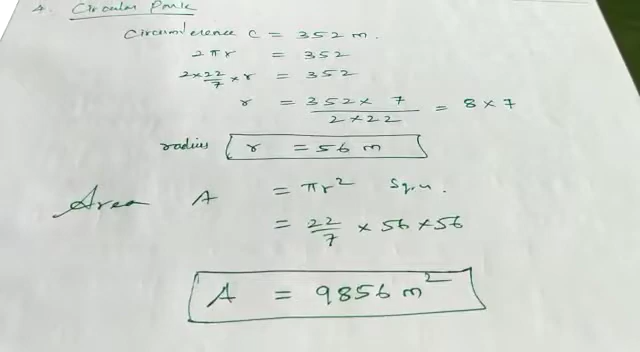 4. Circular Park
Circumference C = 352 m.
2πr = 352
2 × 22/7 × r = 352
r = 352 × 7 / 2 × 22 = 8 × 7
radius r = 56 m
Area A = πr² Sq.u.
= 22/7 × 56 × 56
A = 9856 m²